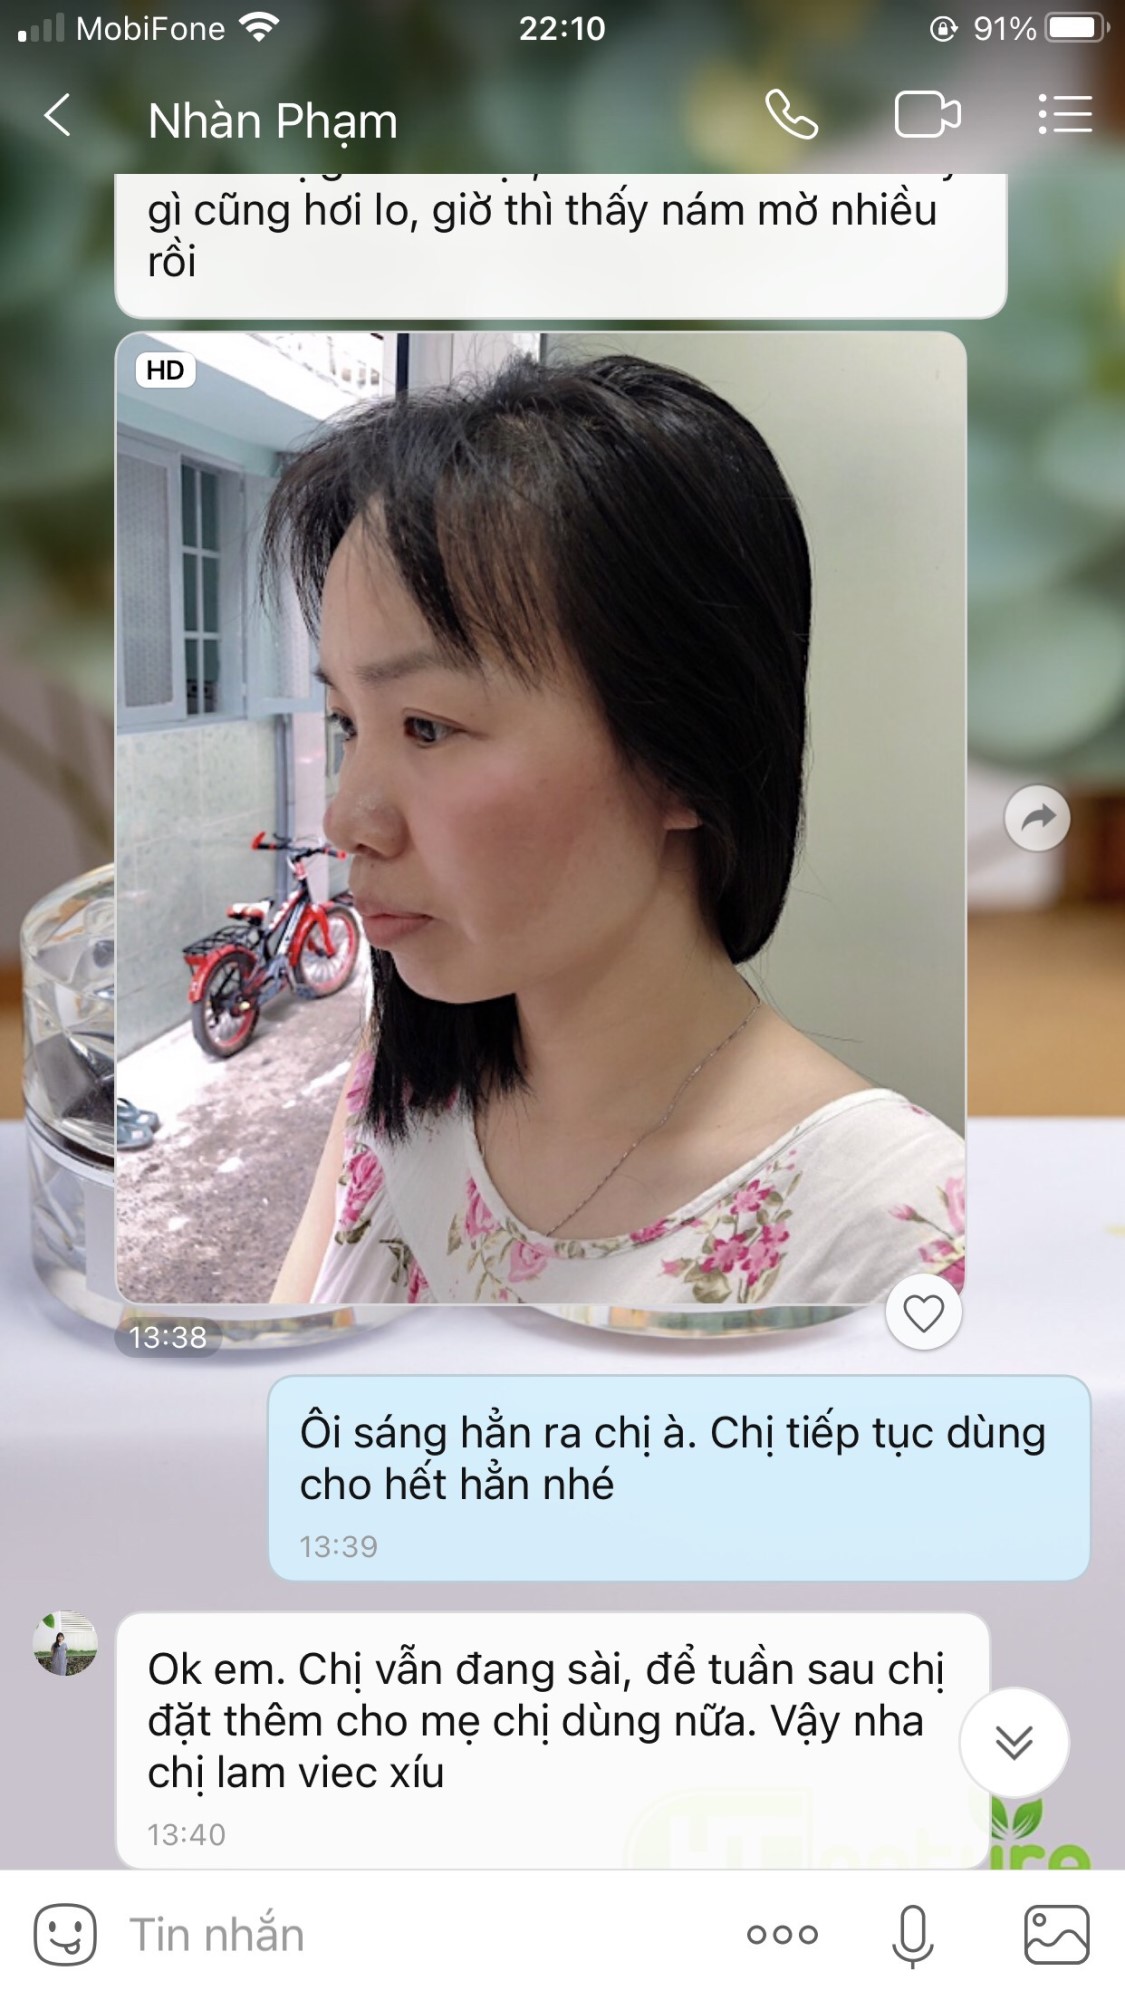 MobiFone
22:10
91%
Nhàn Phạm
gì cũng hơi lo, giờ thì thấy nám mờ nhiều
rồi
HD
13:38
Ôi sáng hẳn ra chị à. Chị tiếp tục dùng
cho hết hẳn nhé
13:39
Ok em. Chị vẫn đang sài, để tuần sau chị
đặt thêm cho mẹ chị dùng nữa. Vậy nha
chị lam viec xíu
13:40
Tin nhắn